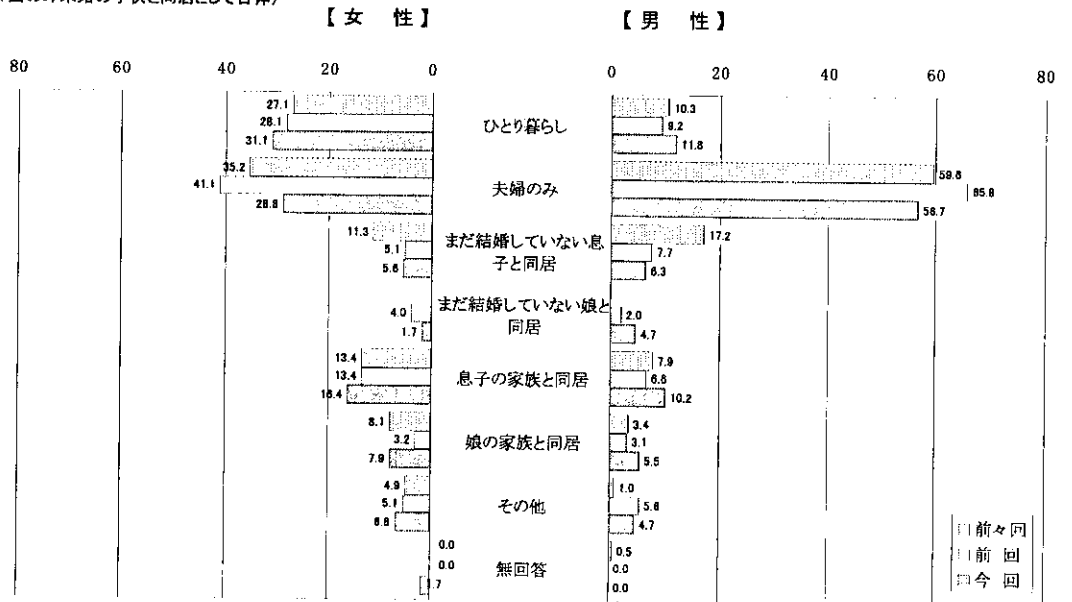 【女 性】
【男 性】
80 60 40 20 0
0 20 40 60 80
27.1 ひとり暮らし 10.3
28.1 9.2
31.1 11.8
35.2 夫婦のみ 59.6
41.1 65.8
28.8 56.7
11.3 まだ結婚していない息子と同居 17.2
5.1 7.7
5.6 6.3
4.0 まだ結婚していない娘と同居 2.0
1.7 4.7
13.4 息子の家族と同居 7.9
13.4 6.6
16.4 10.2
8.1 娘の家族と同居 3.4
3.2 3.1
7.9 5.5
4.9 その他 1.0
5.1 5.6
6.8 4.7
0.0 無回答 0.5
0.0 0.0
1.7 0.0
前々回
前 回
今 回